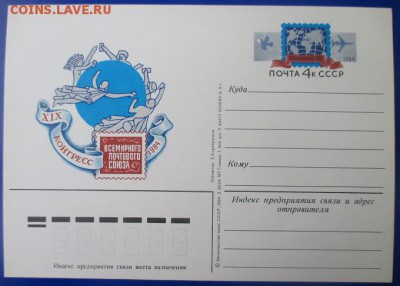 COINS.LAVE.RU
XIX
КОНГРЕСС
ВСЕМИРНОГО
ПОЧТОВОГО
СОЮЗА
1984
ПОЧТА 4К СССР
Куда
Кому
Индекс предприятия связи и адрес
отправителя
Индекс предприятия связи места назначения